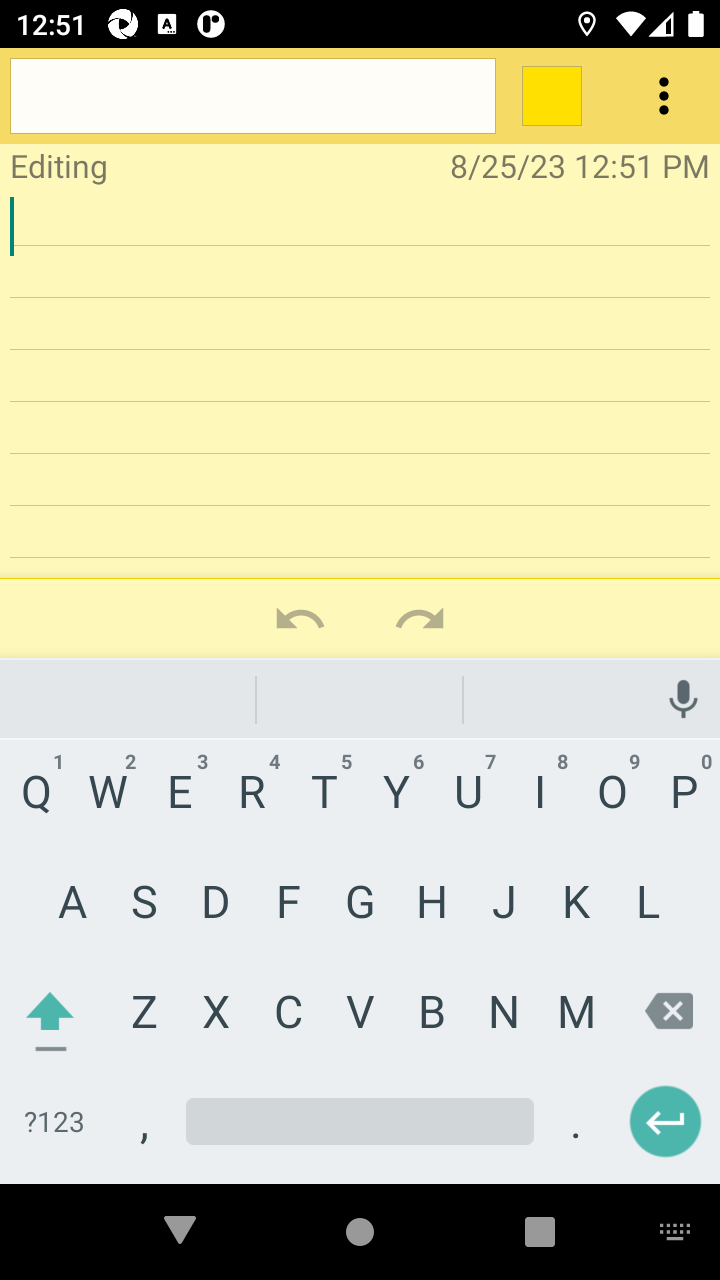 12:51
A
Editing
8/25/23 12:51 PM
1 2 3 4 5 6 7 8 9 0
Q W E R T Y U I O P
A S D F G H J K L
Z X C V B N M
?123 , .